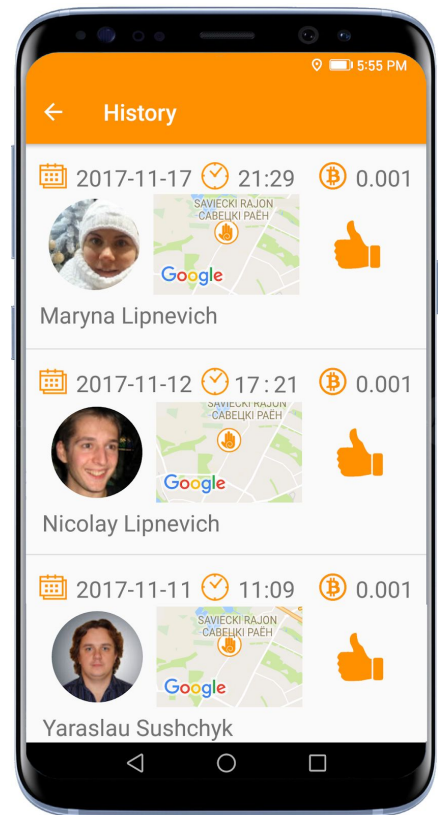 5:55 PM
History
2017-11-17 21:29 0.001
SAVIECKI RAJON
САВЕЦКІ РАЁН
Google
Maryna Lipnevich
2017-11-12 17:21 0.001
SAVIECKI RAJON
САВЕЦКІ РАЁН
Google
Nicolay Lipnevich
2017-11-11 11:09 0.001
SAVIECKI RAJON
САВЕЦКІ РАЁН
Google
Yaraslau Sushchyk